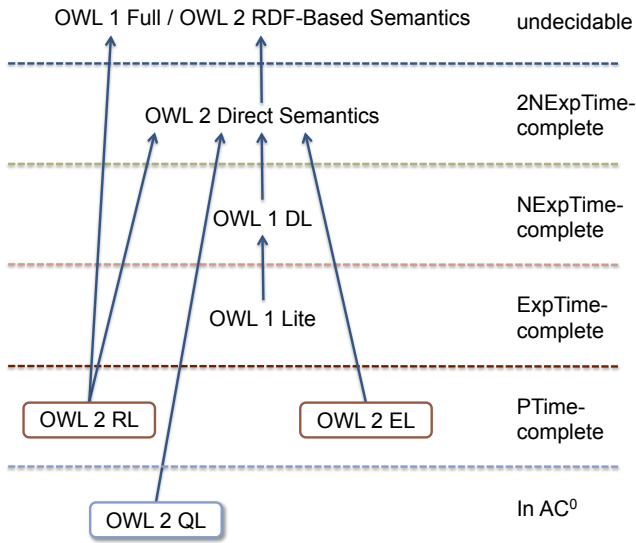 OWL 1 Full / OWL 2 RDF-Based Semantics
undecidable
OWL 2 Direct Semantics
2NExpTime-
complete
OWL 1 DL
NExpTime-
complete
OWL 1 Lite
ExpTime-
complete
OWL 2 RL
OWL 2 EL
PTime-
complete
OWL 2 QL
In AC⁰